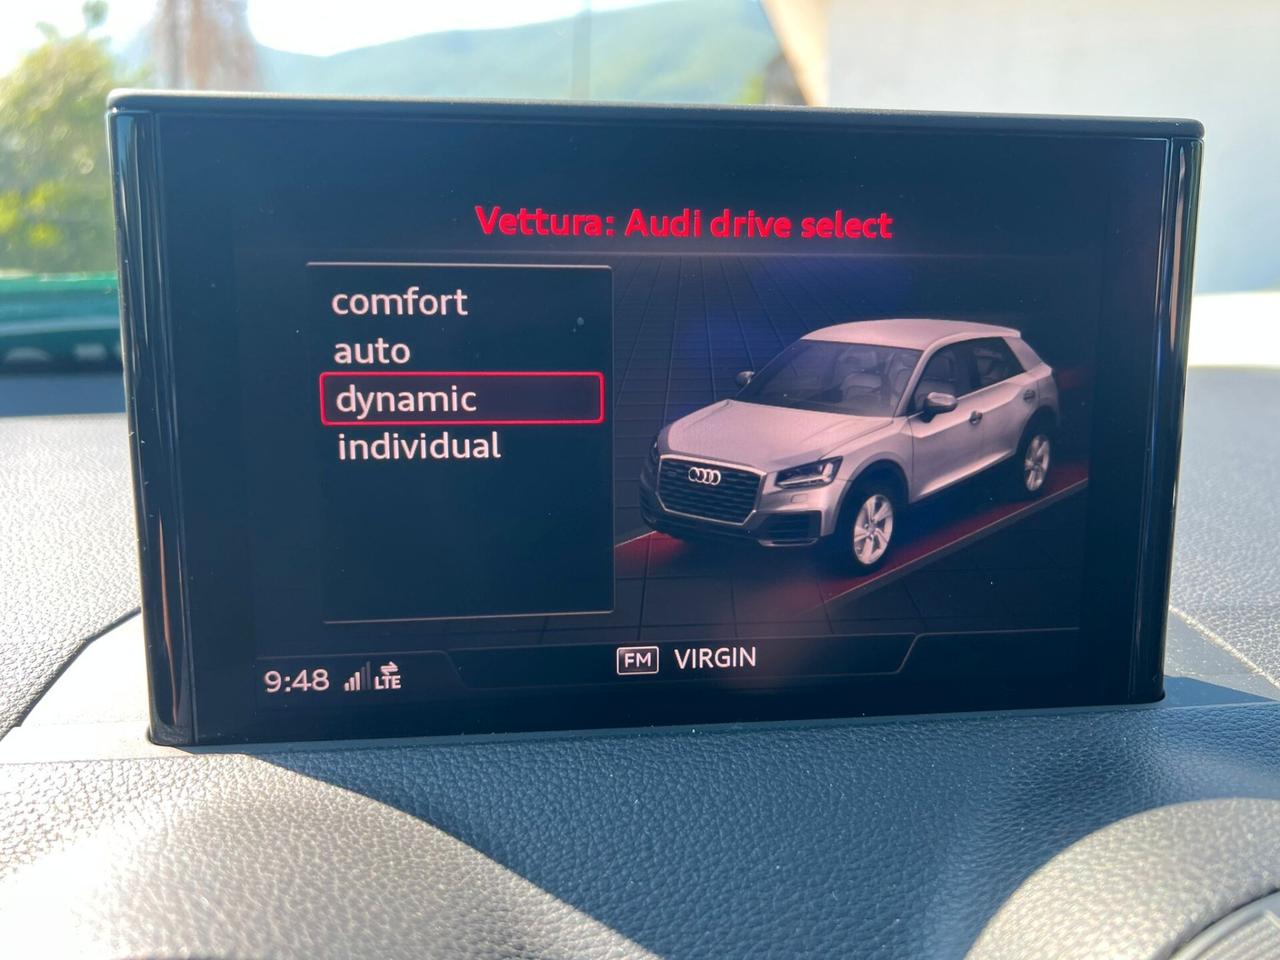 Vettura: Audi drive select
comfort
auto
dynamic
individual
9:48 LTE
FM VIRGIN